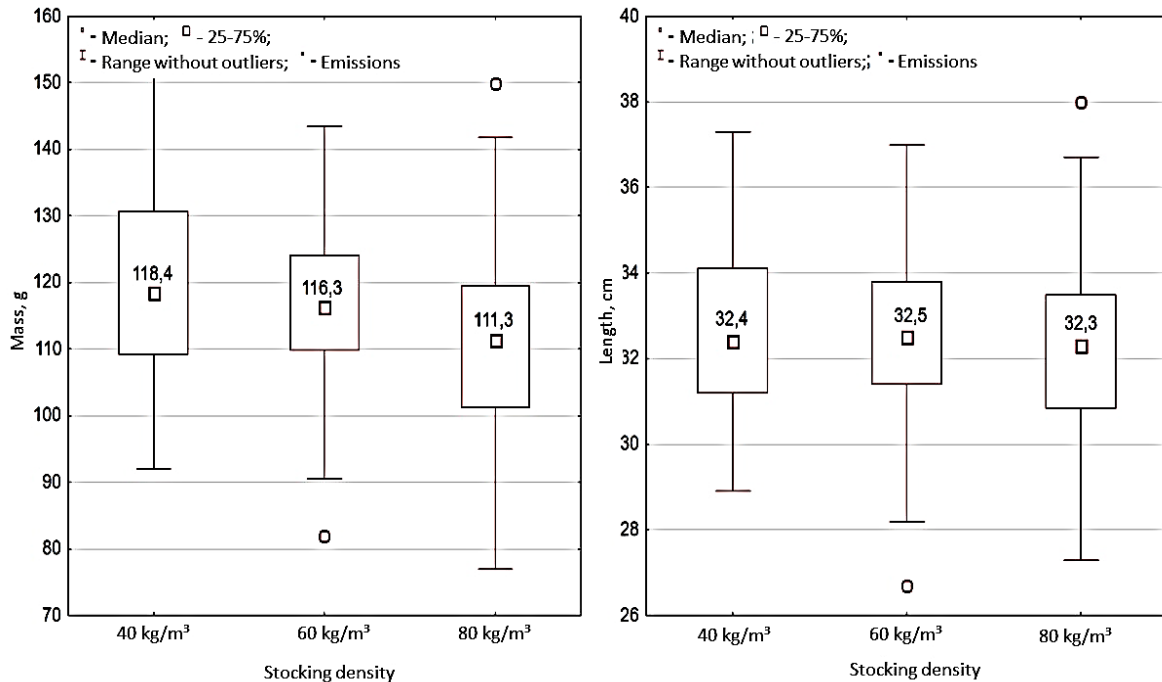 160
150
140
130
120
110
100
90
80
70
Mass, g
- Median; - 25-75%;
- Range without outliers; - Emissions
118,4
116,3
111,3
40 kg/m³
60 kg/m³
80 kg/m³
Stocking density
40
38
36
34
32
30
28
26
Length, cm
- Median; ; - 25-75%;
- Range without outliers;; - Emissions
32,4
32,5
32,3
40 kg/m³
60 kg/m³
80 kg/m³
Stocking density